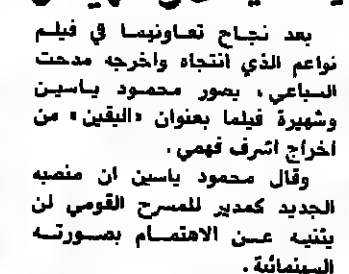 بعد نجاح تعاونهما في فيلم
نواعم الذي انتجاه واخرجه مدحت
السباعي، يصور محمود ياسين
وشهيرة فيلما بعنوان «اليقين» من
اخراج اشرف فهمي.
وقال محمود ياسين ان منصبه
الجديد كمدير للمسرح القومي لن
يثنيه عن الاهتمام بصورته
السينمائية.